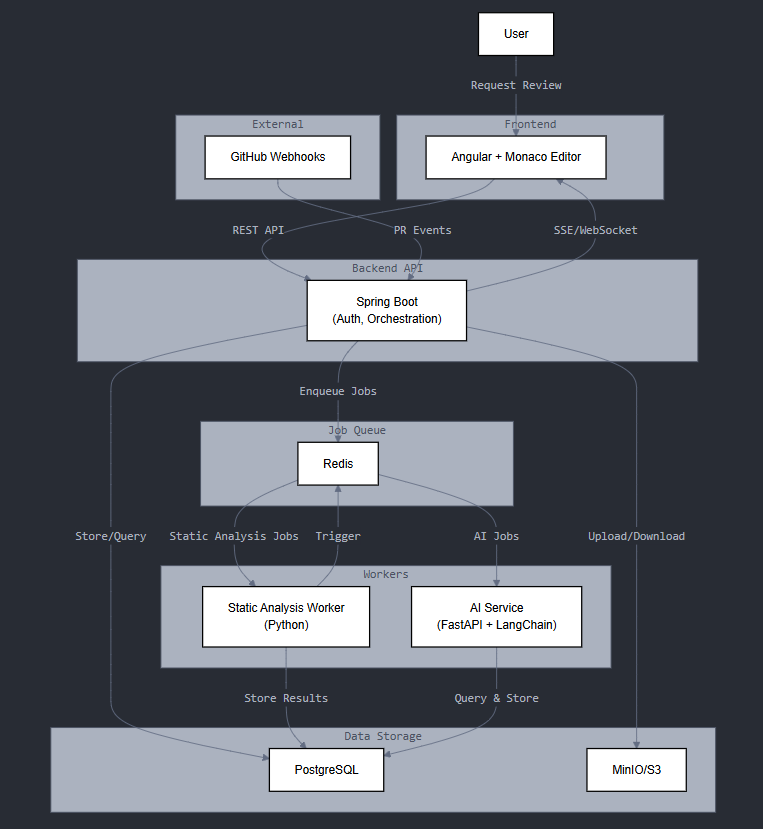 User
Request Review
External
Frontend
GitHub Webhooks
Angular + Monaco Editor
REST API
PR Events
SSE/WebSocket
Backend API
Spring Boot
(Auth, Orchestration)
Enqueue Jobs
Job Queue
Redis
Store/Query
Static Analysis Jobs
Trigger
AI Jobs
Upload/Download
Workers
Static Analysis Worker
(Python)
AI Service
(FastAPI + LangChain)
Store Results
Query & Store
Data Storage
PostgreSQL
MinIO/S3